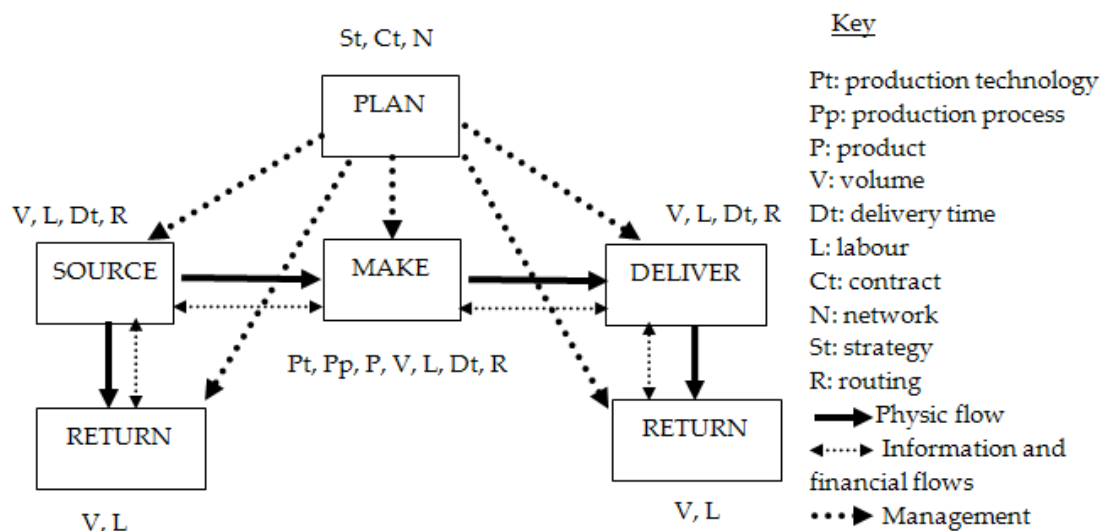 St, Ct, N
PLAN
V, L, Dt, R
V, L, Dt, R
SOURCE
MAKE
DELIVER
Pt, Pp, P, V, L, Dt, R
RETURN
RETURN
V, L
V, L
Key
Pt: production technology
Pp: production process
P: product
V: volume
Dt: delivery time
L: labour
Ct: contract
N: network
St: strategy
R: routing
Physic flow
Information and
financial flows
Management